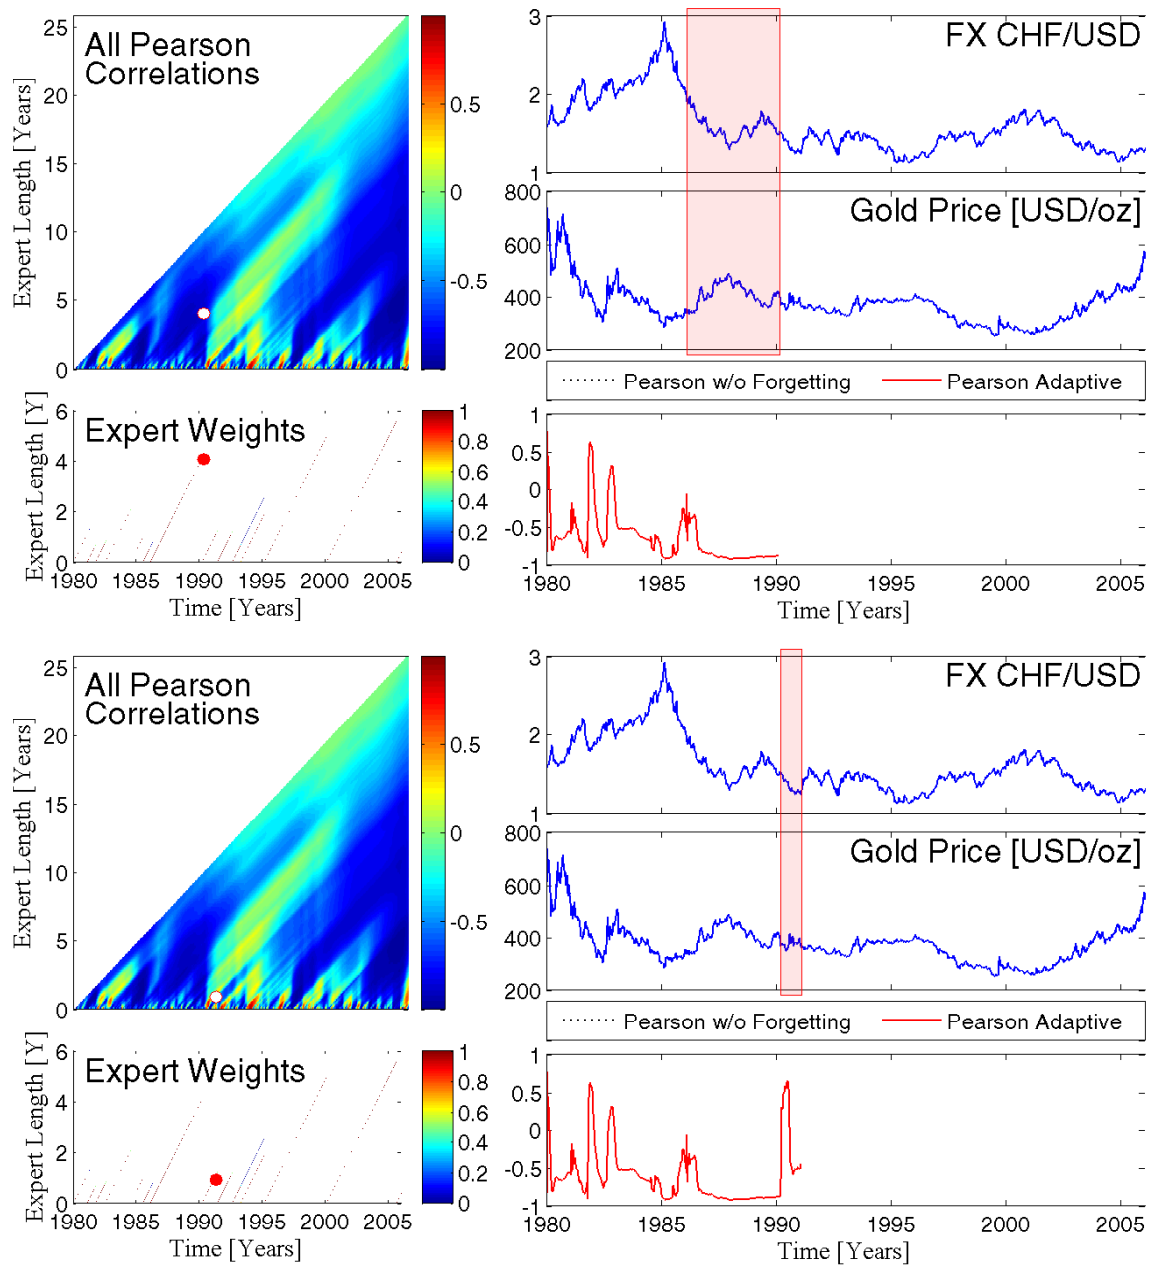 All Pearson
Correlations
Expert Length [Years]
25
20
15
10
5
0
0.5
0
-0.5
FX CHF/USD
3
2
1
Gold Price [USD/oz]
800
600
400
200
Expert Weights
Expert Length [Y]
6
4
2
0
1980 1985 1990 1995 2000 2005
Time [Years]
1
0.8
0.6
0.4
0.2
0
Pearson w/o Forgetting
Pearson Adaptive
1
0.5
0
-0.5
-1
1980 1985 1990 1995 2000 2005
Time [Years]
All Pearson
Correlations
Expert Length [Years]
25
20
15
10
5
0
0.5
0
-0.5
FX CHF/USD
3
2
1
Gold Price [USD/oz]
800
600
400
200
Expert Weights
Expert Length [Y]
6
4
2
0
1980 1985 1990 1995 2000 2005
Time [Years]
1
0.8
0.6
0.4
0.2
0
Pearson w/o Forgetting
Pearson Adaptive
1
0.5
0
-0.5
-1
1980 1985 1990 1995 2000 2005
Time [Years]